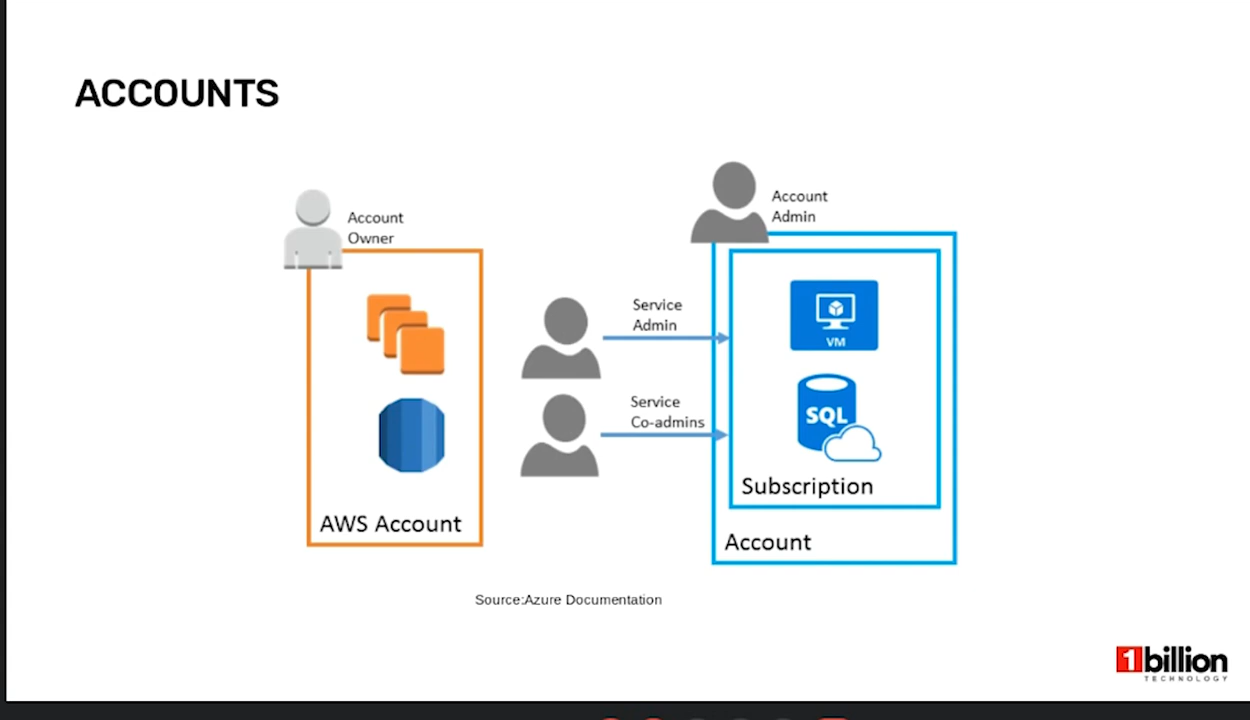 ACCOUNTS
Account
Owner
AWS Account
Account
Admin
Service
Admin
Service
Co-admins
VM
SQL
Subscription
Account
Source:Azure Documentation
1billion
TECHNOLOGY